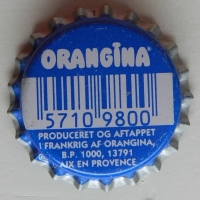 ORANGINA®
5710 9800
PRODUCERET OG AFTAPPET
I FRANKRIG AF ORANGINA,
B.P. 1000, 13791
AIX EN PROVENCE